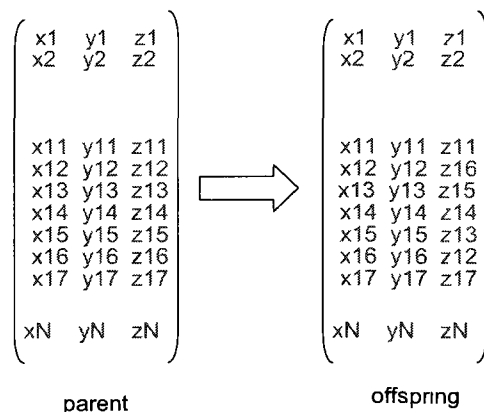 x1 y1 z1
x2 y2 z2
x11 y11 z11
x12 y12 z12
x13 y13 z13
x14 y14 z14
x15 y15 z15
x16 y16 z16
x17 y17 z17
xN yN zN
parent
x1 y1 z1
x2 y2 z2
x11 y11 z11
x12 y12 z16
x13 y13 z15
x14 y14 z14
x15 y15 z13
x16 y16 z12
x17 y17 z17
xN yN zN
offspring